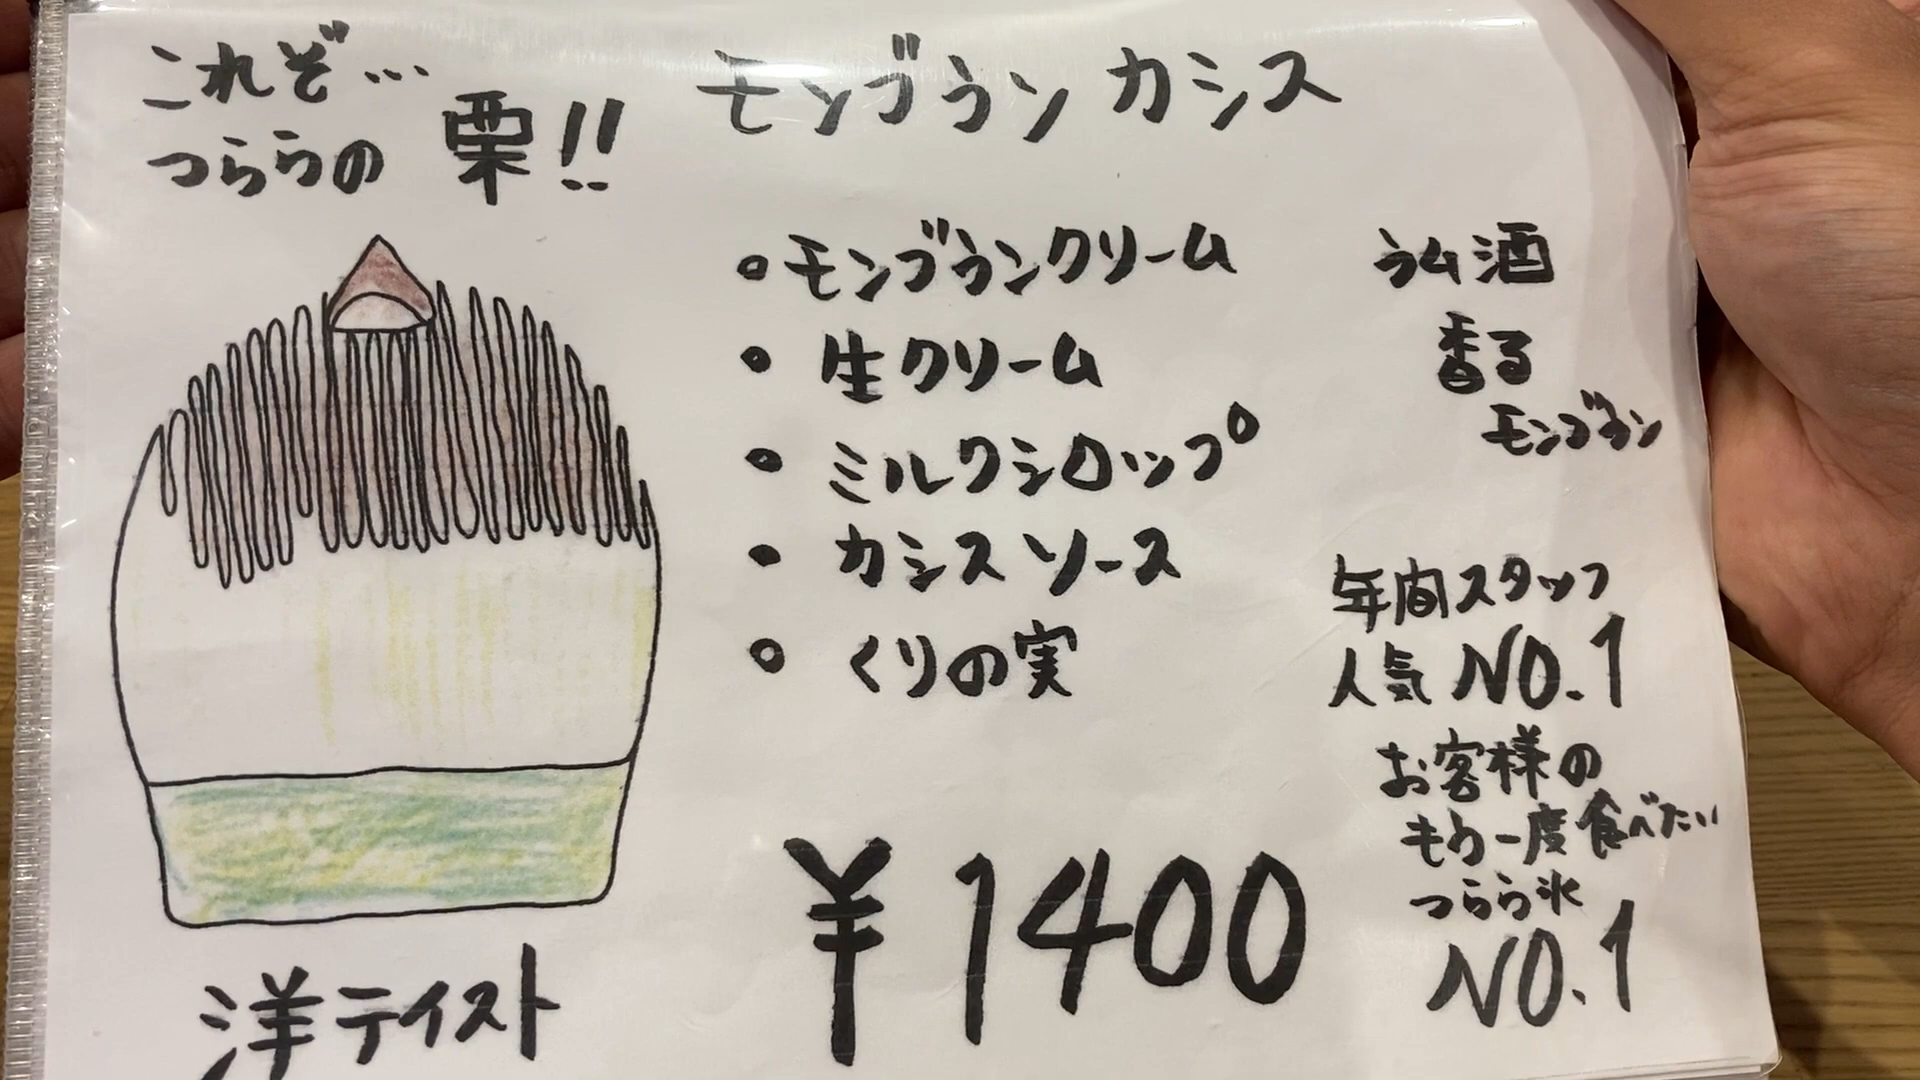 これぞ…
つららの 栗!!
モンブラン カシス
• モンブランクリーム
• 生クリーム
• ミルクシロップ
• カシスソース
• くりの実
ラム酒
香る
モンブラン
年間スタッフ
人気 NO.1
お客様の
もう一度食べたい
つらら氷
NO.1
¥1400
洋テイスト